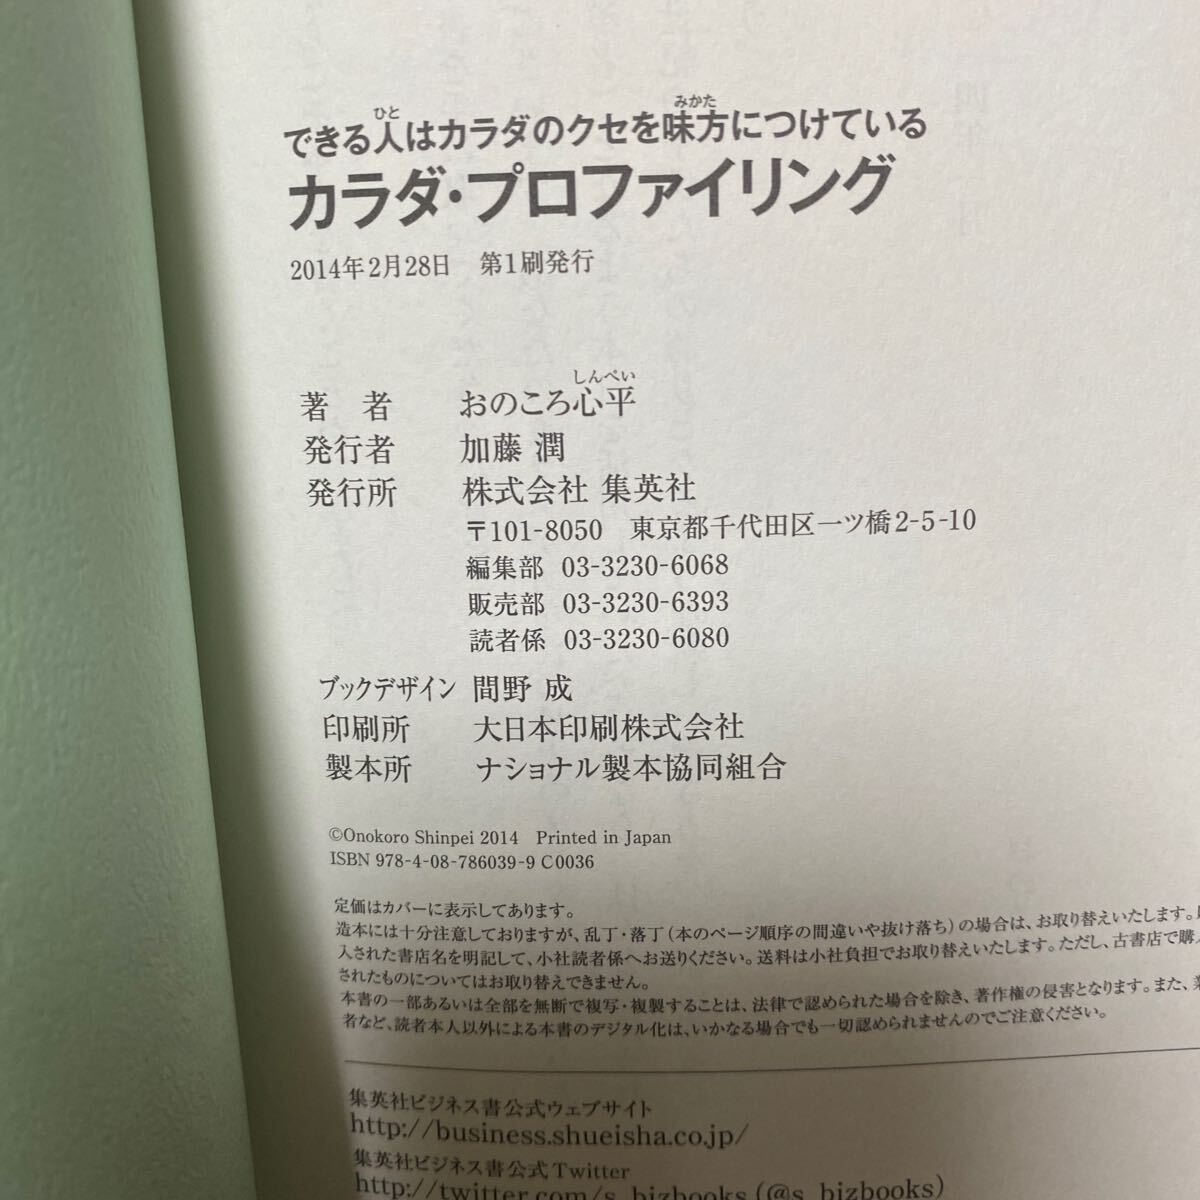 できる人はカラダのクセを味方につけている
カラダ・プロファイリング
2014年2月28日　第1刷発行
著　者　おのころ心平
発行者　加藤 潤
発行所　株式会社 集英社
〒101-8050　東京都千代田区一ツ橋2-5-10
編集部　03-3230-6068
販売部　03-3230-6393
読者係　03-3230-6080
ブックデザイン　間野 成
印刷所　大日本印刷株式会社
製本所　ナショナル製本協同組合
©Onokoro Shinpei 2014　Printed in Japan
ISBN 978-4-08-786039-9 C0036
定価はカバーに表示してあります。
造本には十分注意しておりますが、乱丁・落丁（本のページ順序の間違いや抜け落ち）の場合は、お取り替えいたします。
入された書店名を明記して、小社読者係へお送りください。送料は小社負担でお取り替えいたします。ただし、古書店で購入
されたものについてはお取り替えできません。
本書の一部あるいは全部を無断で複写・複製することは、法律で認められた場合を除き、著作権の侵害となります。また、業
者など、読者本人以外による本書のデジタル化は、いかなる場合でも一切認められませんのでご注意ください。
集英社ビジネス書公式ウェブサイト
http://business.shueisha.co.jp/
集英社ビジネス書公式Twitter
http://twitter.com/s_bizbooks (@s_bizbooks)